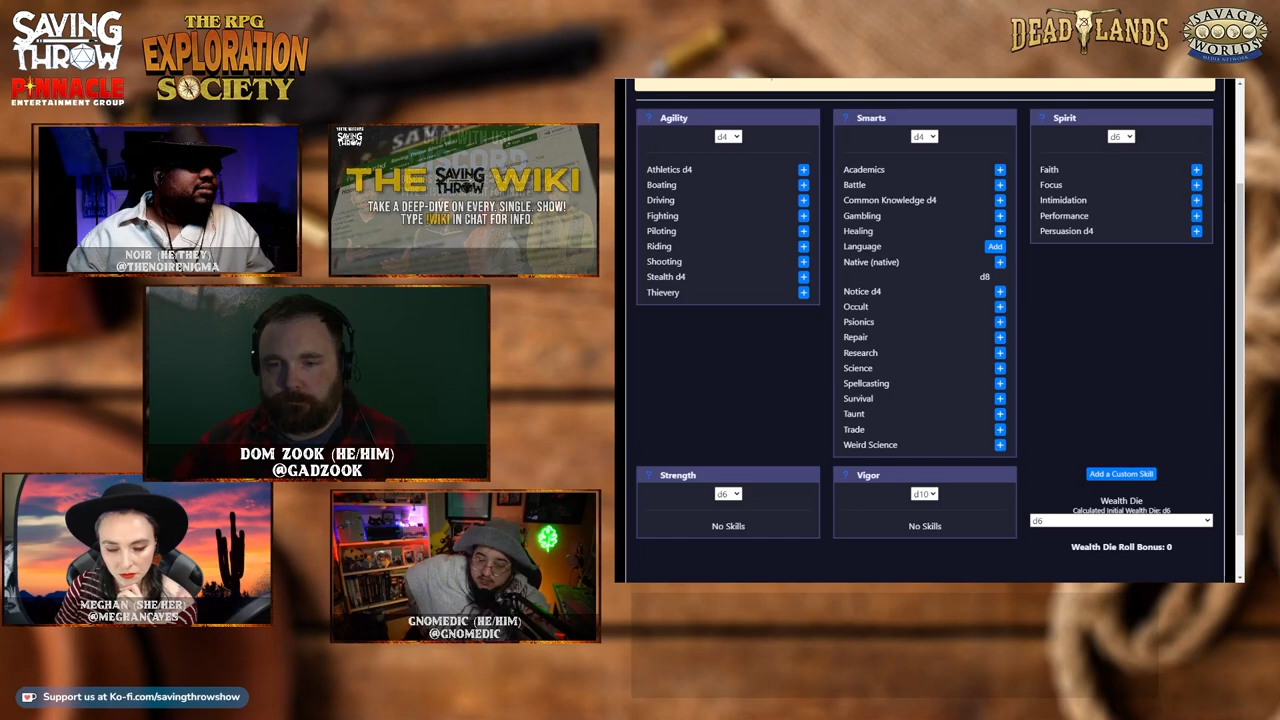 SAVING
THROW
PINNACLE
ENTERTAINMENT GROUP
THE RPG
EXPLORATION
SOCIETY
DEADLANDS
SAVAGE
WORLDS
MEDIA NETWORK
NOIR (HE/THEY)
@THENOIRENIGMA
SAVING
THROW
THE SAVING THROW WIKI
TAKE A DEEP-DIVE ON EVERY. SINGLE. SHOW!
TYPE !WIKI IN CHAT FOR INFO.
DOM ZOOK (HE/HIM)
@GADZOOK
MEGHAN (SHE/HER)
@MEGHANCAVES
GNOMEDIC (HE/HIM)
@GNOMEDIC
Support us at Ko-fi.com/savingthrowshow
? Agility
d4
Athletics d4 +
Boating +
Driving +
Fighting +
Piloting +
Riding +
Shooting +
Stealth d4 +
Thievery +
? Smarts
d4
Academics +
Battle +
Common Knowledge d4 +
Gambling +
Healing +
Language Add
Native (native) +
d8
Notice d4 +
Occult +
Psionics +
Repair +
Research +
Science +
Spellcasting +
Survival +
Taunt +
Trade +
Weird Science +
? Spirit
d6
Faith +
Focus +
Intimidation +
Performance +
Persuasion d4 +
? Strength
d6
No Skills
? Vigor
d10
No Skills
Add a Custom Skill
Wealth Die
Calculated Initial Wealth Die: d6
d6
Wealth Die Roll Bonus: 0